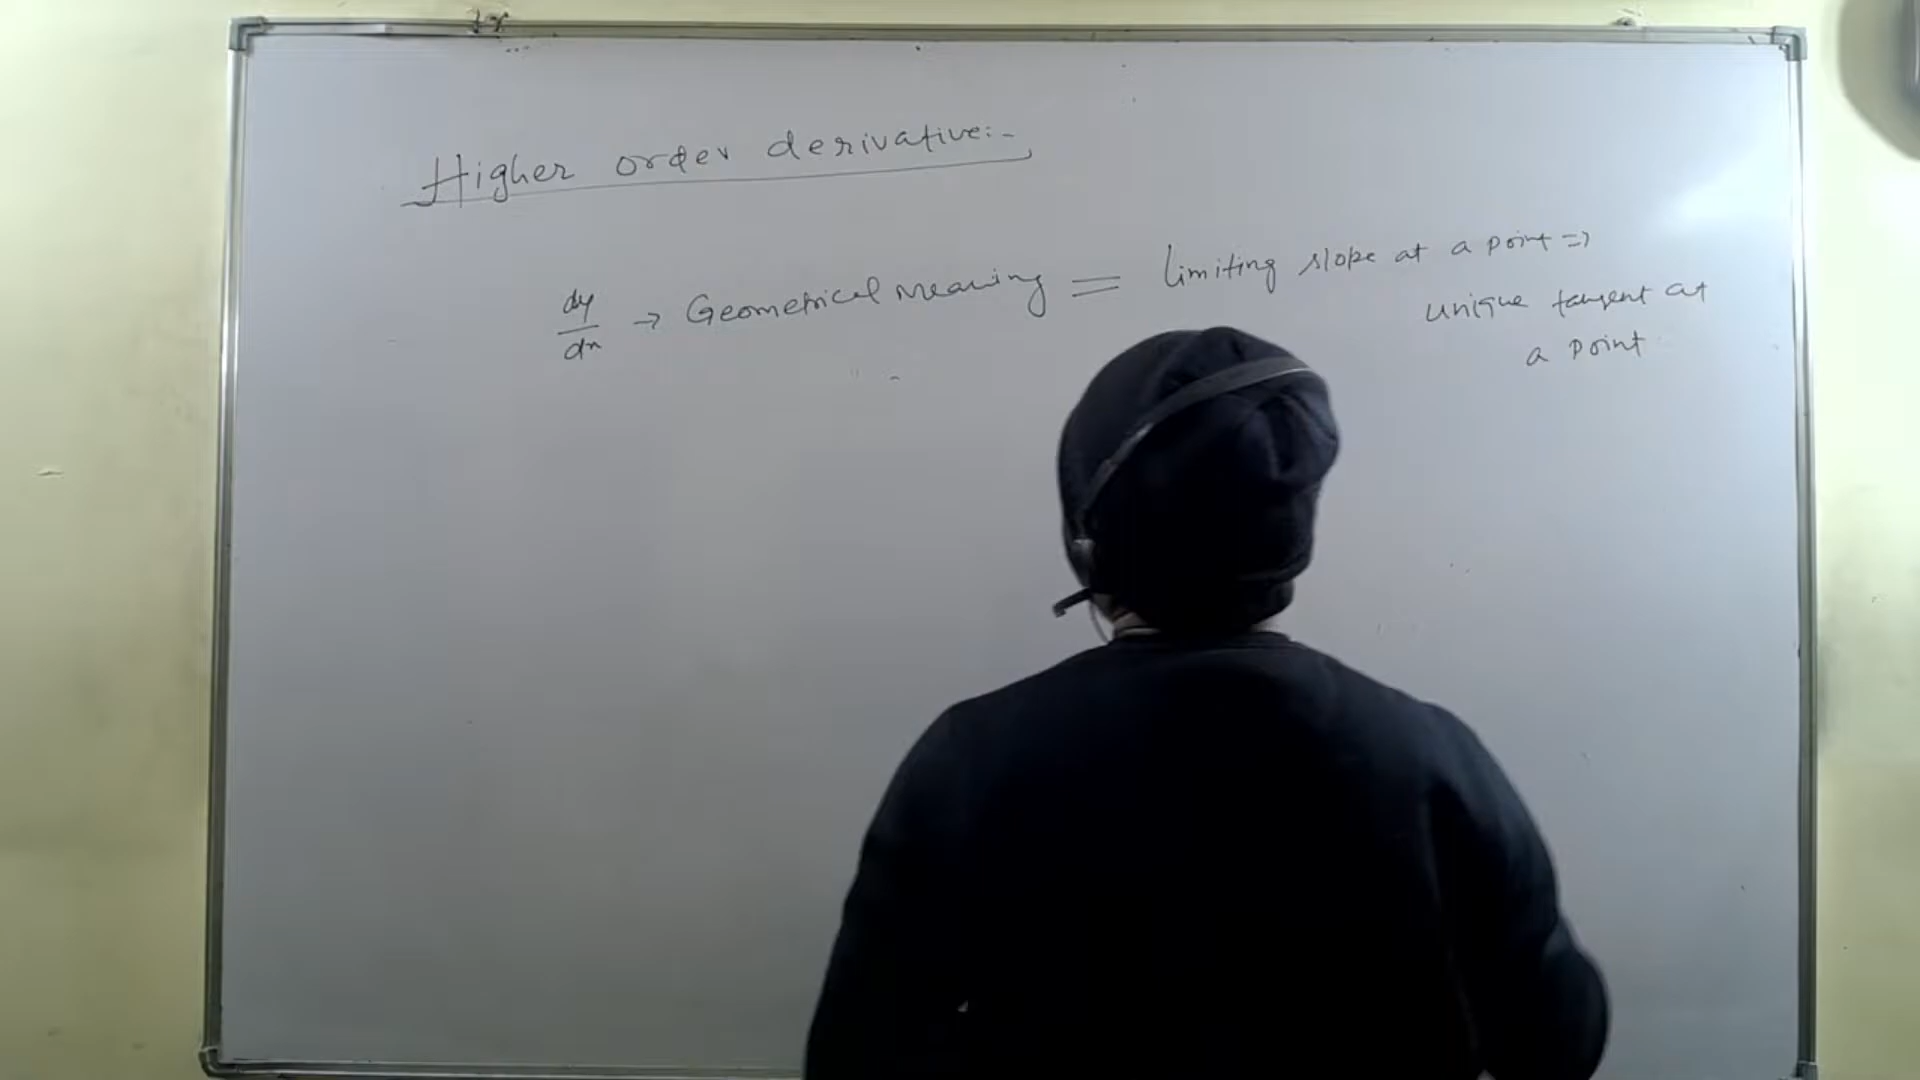 Higher order derivative:-
dy/dx → Geometrical meaning = limiting slope at a point ⇒
unique tangent at
a point